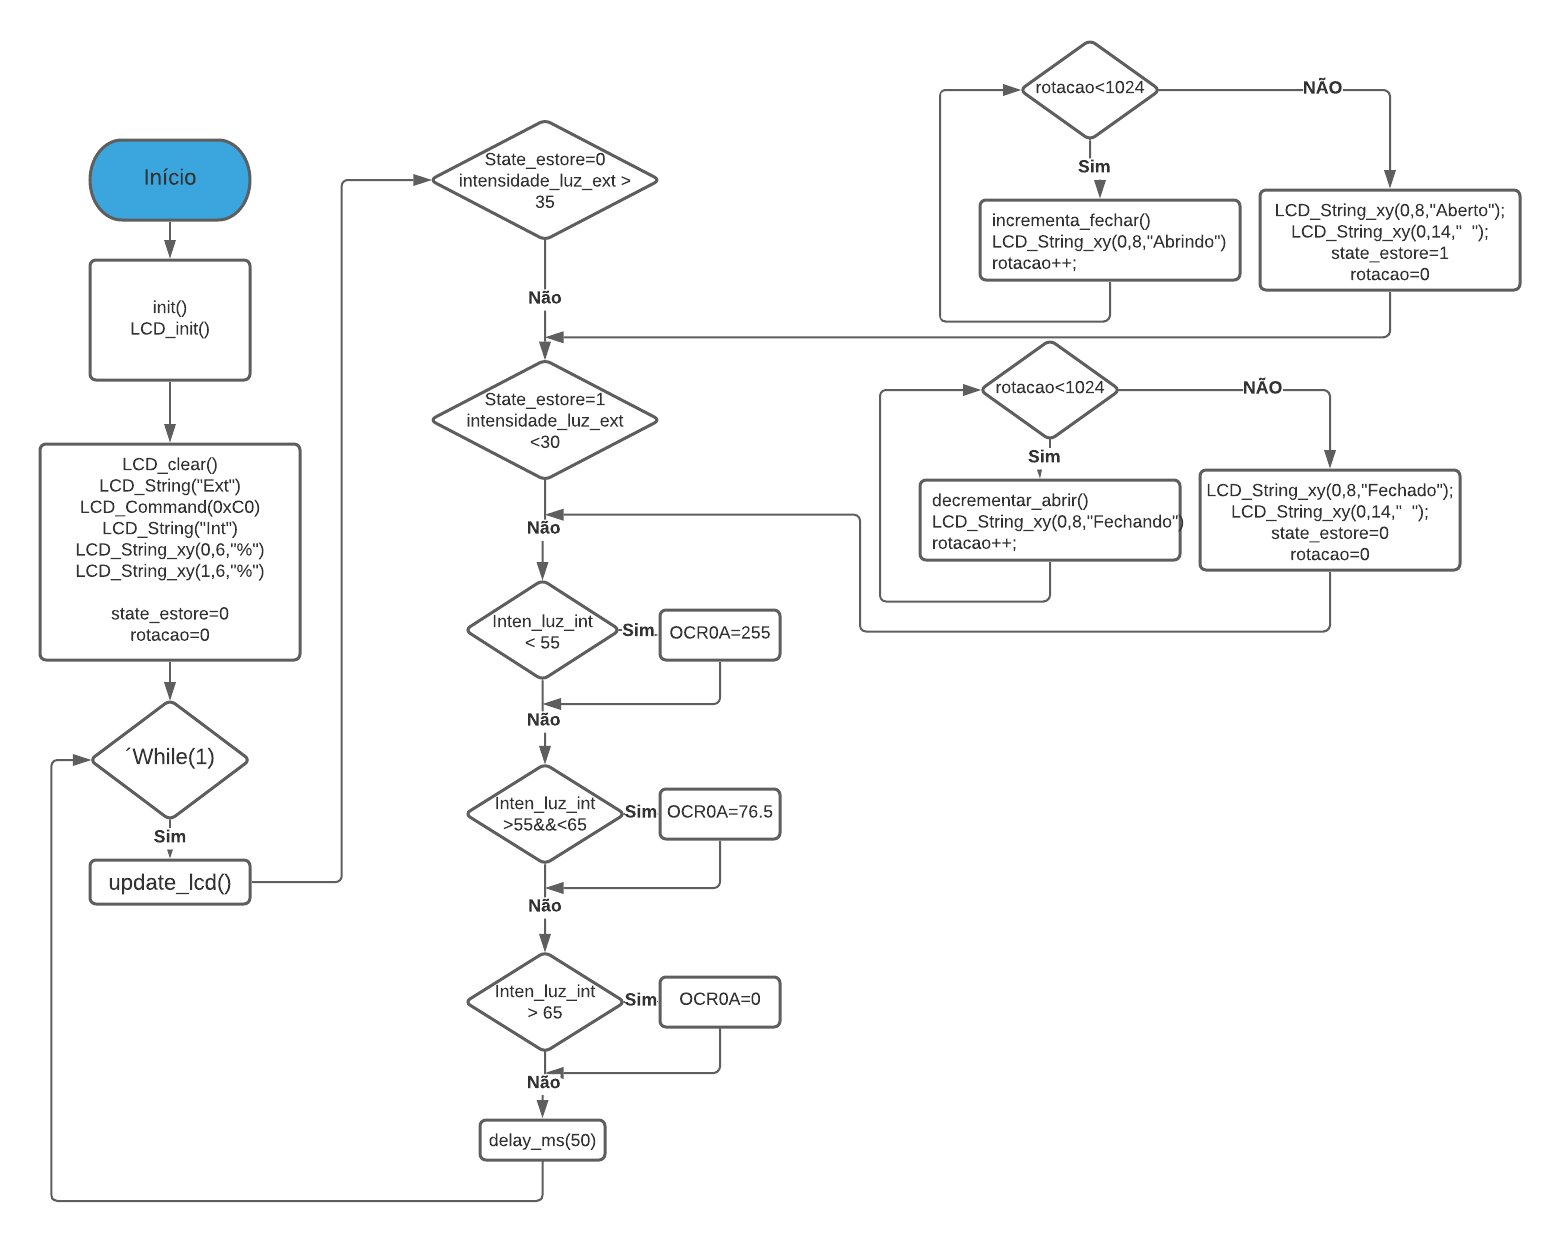 Início
init()
LCD_init()
LCD_clear()
LCD_String("Ext")
LCD_Command(0xC0)
LCD_String("Int")
LCD_String_xy(0,6,"%")
LCD_String_xy(1,6,"%")
state_estore=0
rotacao=0
´While(1)
Sim
update_lcd()
State_estore=0
intensidade_luz_ext >
35
Não
State_estore=1
intensidade_luz_ext
<30
Não
Inten_luz_int
< 55
Sim
OCR0A=255
Não
Inten_luz_int
>55&&<65
Sim
OCR0A=76.5
Não
Inten_luz_int
> 65
Sim
OCR0A=0
Não
delay_ms(50)
rotacao<1024
NÃO
Sim
incrementa_fechar()
LCD_String_xy(0,8,"Abrindo")
rotacao++;
LCD_String_xy(0,8,"Aberto");
LCD_String_xy(0,14,"  ");
state_estore=1
rotacao=0
rotacao<1024
NÃO
Sim
decrementar_abrir()
LCD_String_xy(0,8,"Fechando")
rotacao++;
LCD_String_xy(0,8,"Fechado");
LCD_String_xy(0,14,"  ");
state_estore=0
rotacao=0